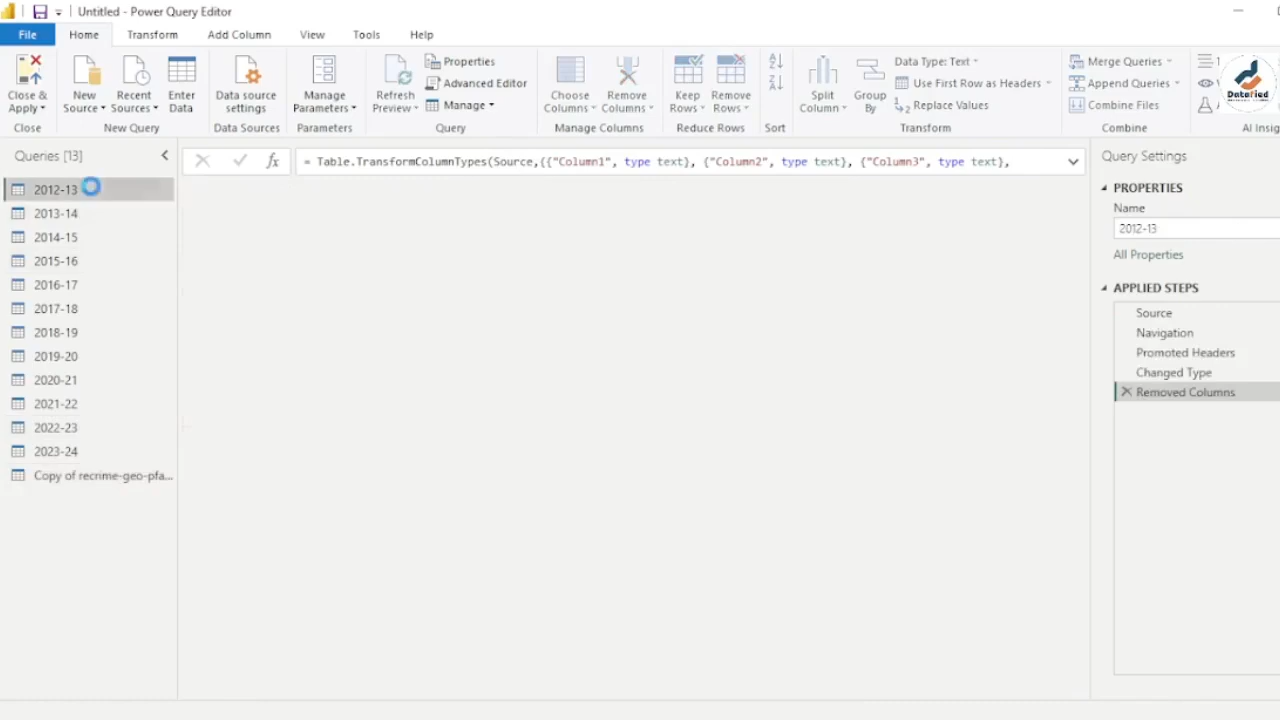 Untitled - Power Query Editor
File Home Transform Add Column View Tools Help
Close & Apply
New Source
Recent Sources
Enter Data
Data source settings
Manage Parameters
Refresh Preview
Properties
Advanced Editor
Manage
Choose Columns
Remove Columns
Keep Rows
Remove Rows
Split Column
Group By
Data Type: Text
Use First Row as Headers
Replace Values
Merge Queries
Append Queries
Combine Files
Datafied
Close New Query Data Sources Parameters Query Manage Columns Reduce Rows Sort Transform Combine AI Insig
Queries [13]
= Table.TransformColumnTypes(Source,{{"Column1", type text}, {"Column2", type text}, {"Column3", type text},
2012-13
2013-14
2014-15
2015-16
2016-17
2017-18
2018-19
2019-20
2020-21
2021-22
2022-23
2023-24
Copy of recrime-geo-pfa...
Query Settings
PROPERTIES
Name
2012-13
All Properties
APPLIED STEPS
Source
Navigation
Promoted Headers
Changed Type
Removed Columns